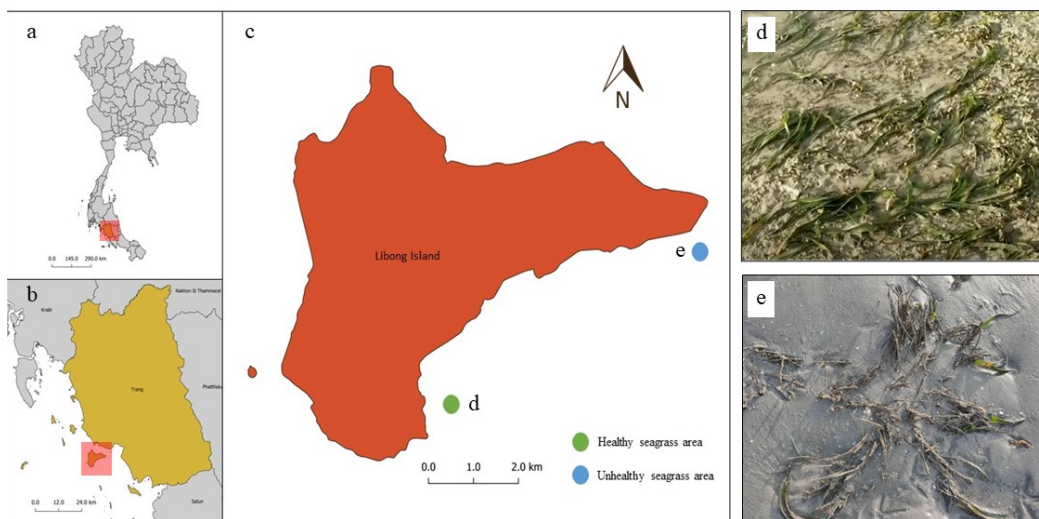 a
0.0 145.0 290.0 km
b
Nakhon Si Thammarat
Krabi
Trang
Phatthalu
Satun
0.0 12.0 24.0 km
c
N
Libong Island
e
d
Healthy seagrass area
Unhealthy seagrass area
0.0 1.0 2.0 km
d
e